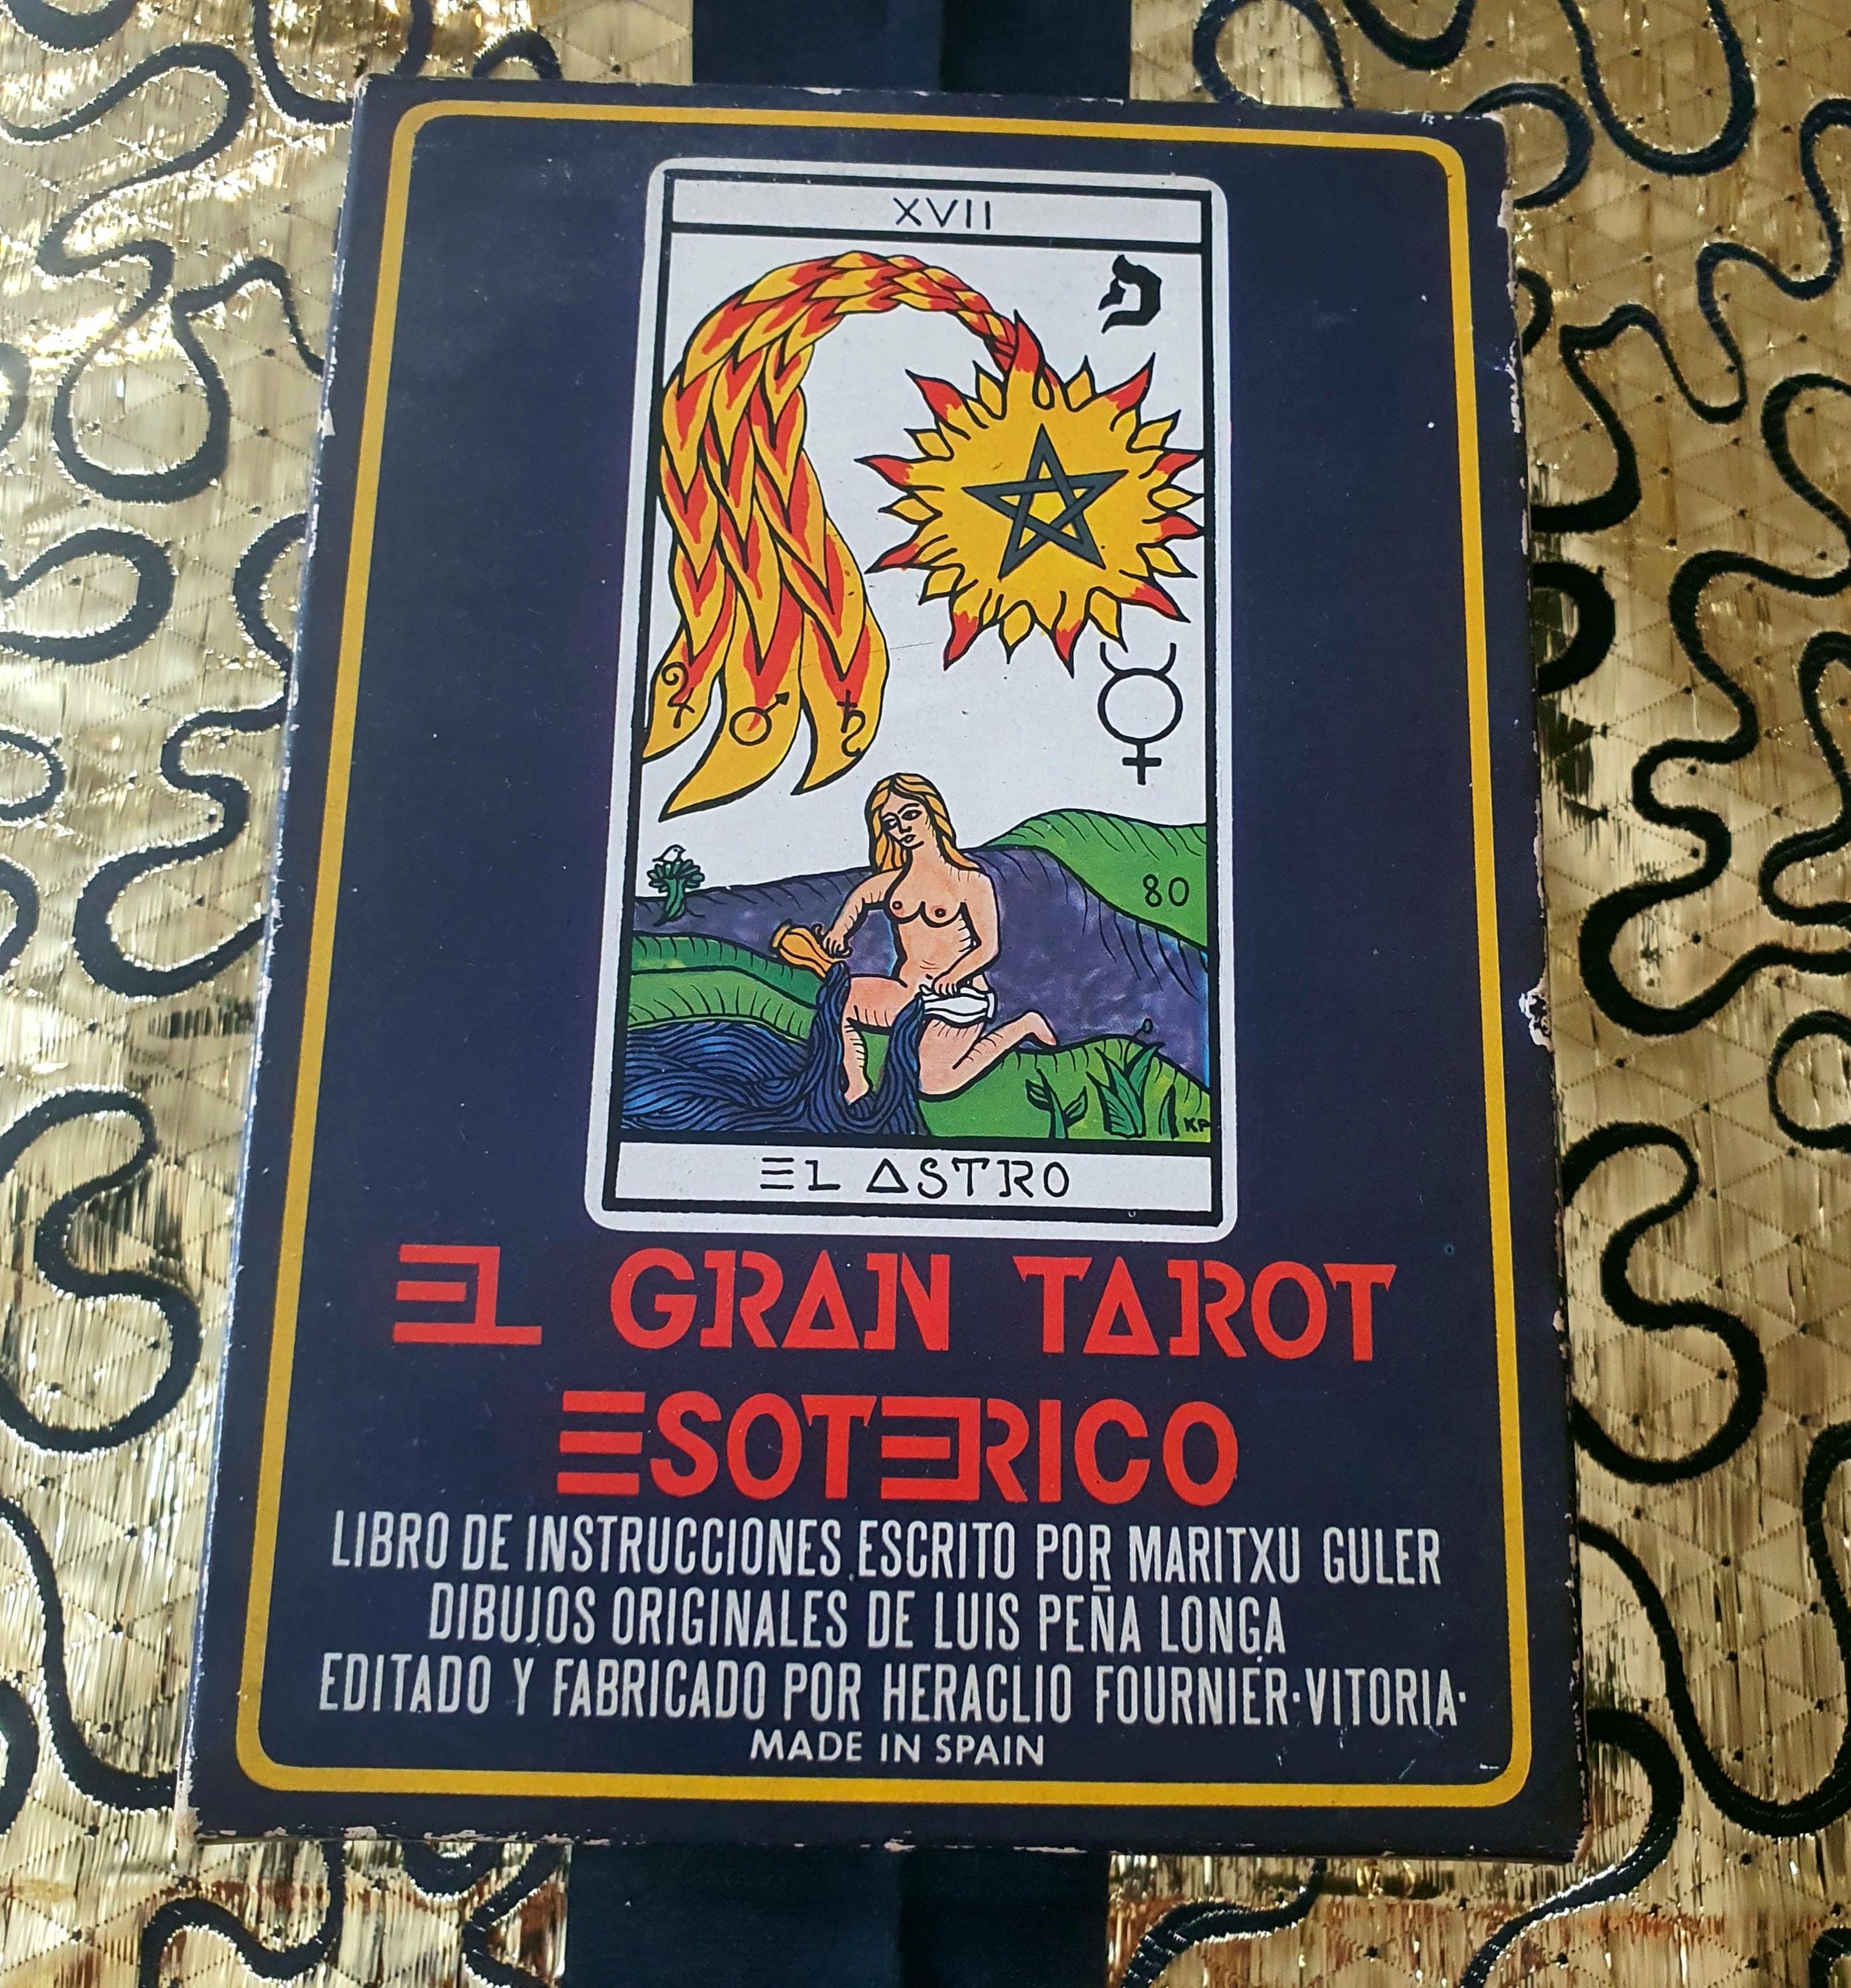 XVII
פ
80
KP
EL ASTRO
EL GRAN TAROT
ESOTERICO
LIBRO DE INSTRUCCIONES ESCRITO POR MARITXU GULER
DIBUJOS ORIGINALES DE LUIS PEÑA LONGA
EDITADO Y FABRICADO POR HERACLIO FOURNIER·VITORIA·
MADE IN SPAIN